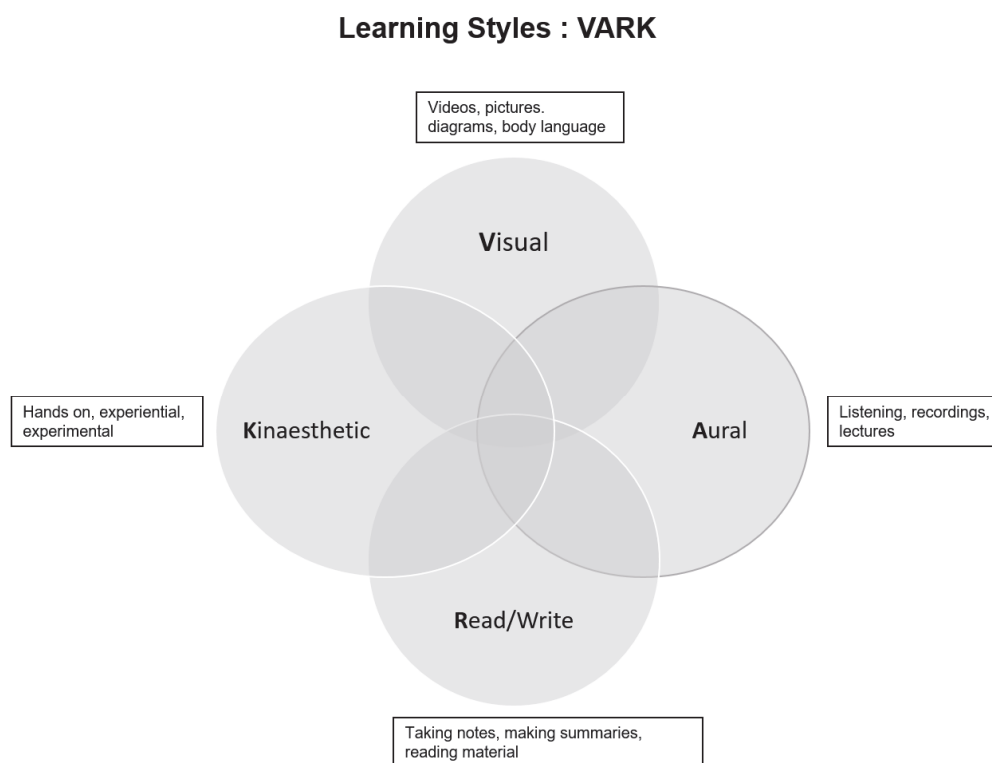 Learning Styles : VARK
Videos, pictures.
diagrams, body language
Visual
Hands on, experiential,
experimental
Kinaesthetic
Aural
Listening, recordings,
lectures
Read/Write
Taking notes, making summaries,
reading material